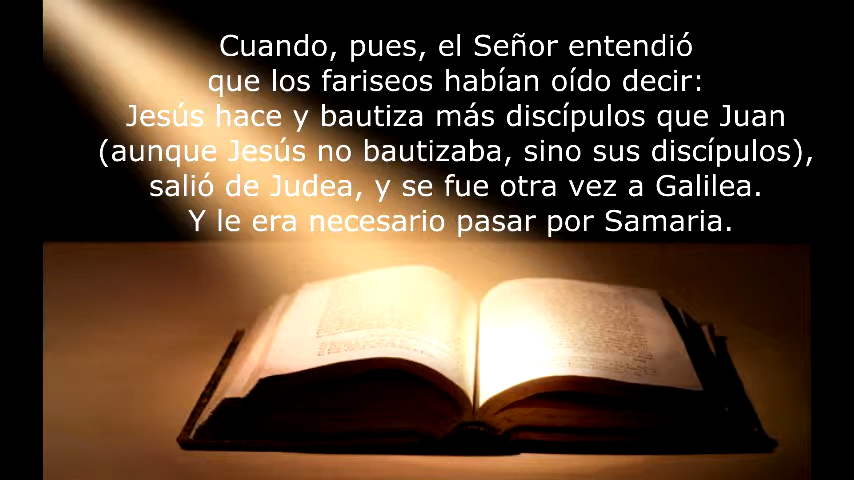 Cuando, pues, el Señor entendió
que los fariseos habían oído decir:
Jesús hace y bautiza más discípulos que Juan
(aunque Jesús no bautizaba, sino sus discípulos),
salió de Judea, y se fue otra vez a Galilea.
Y le era necesario pasar por Samaria.